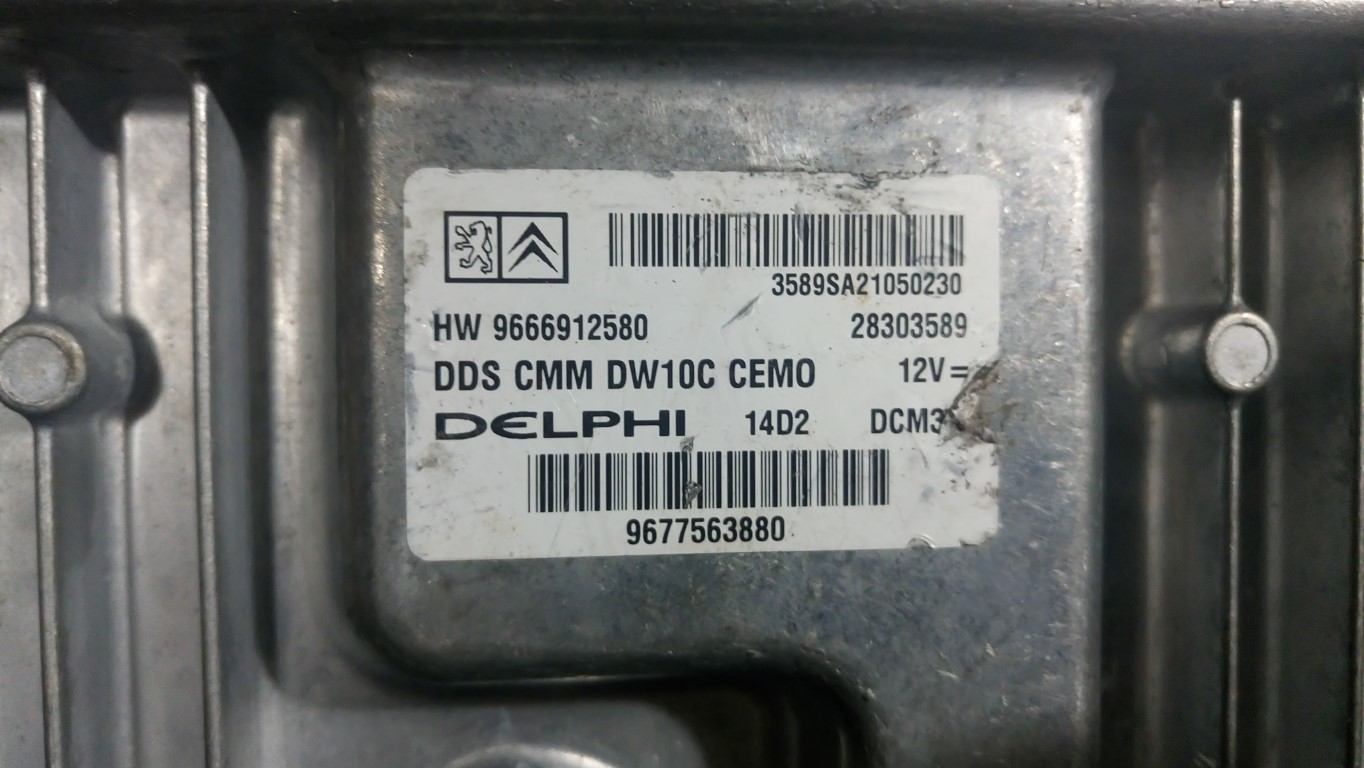 3589SA21050230
HW 9666912580 28303589
DDS CMM DW10C CEMO 12V =
DELPHI 14D2 DCM3
9677563880